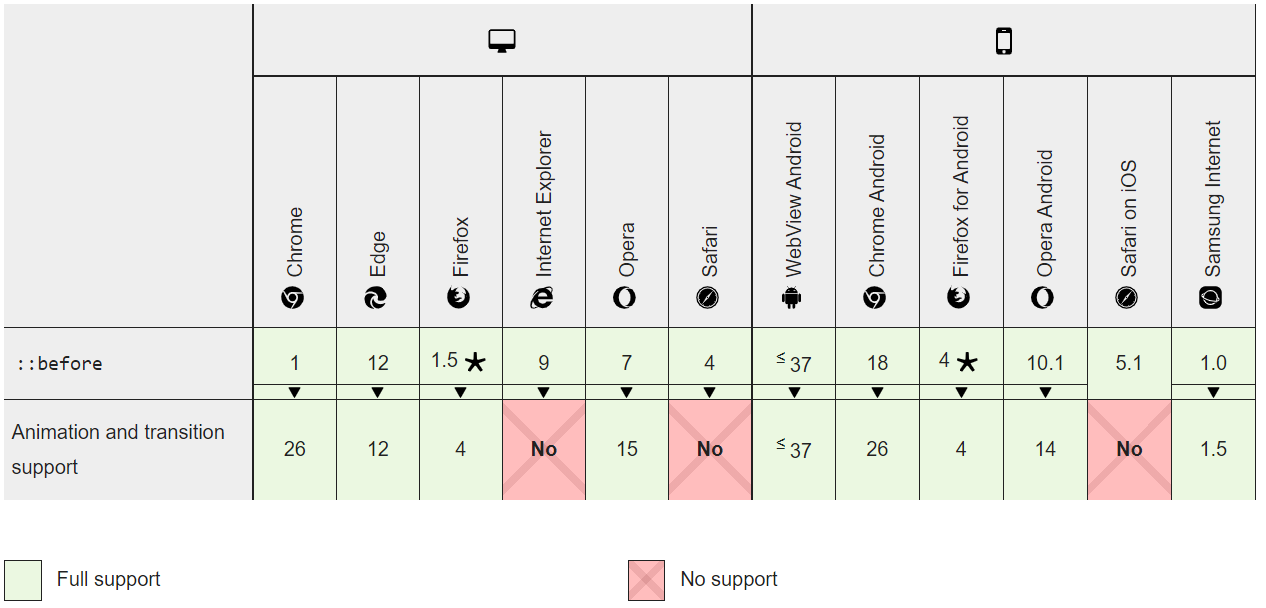 Chrome
Edge
Firefox
Internet Explorer
Opera
Safari
WebView Android
Chrome Android
Firefox for Android
Opera Android
Safari on iOS
Samsung Internet
::before 1 12 1.5 ★ 9 7 4 ≤37 18 4 ★ 10.1 5.1 1.0
▼ ▼ ▼ ▼ ▼ ▼ ▼ ▼ ▼ ▼ ▼
Animation and transition
support 26 12 4 No 15 No ≤37 26 4 14 No 1.5
Full support No support